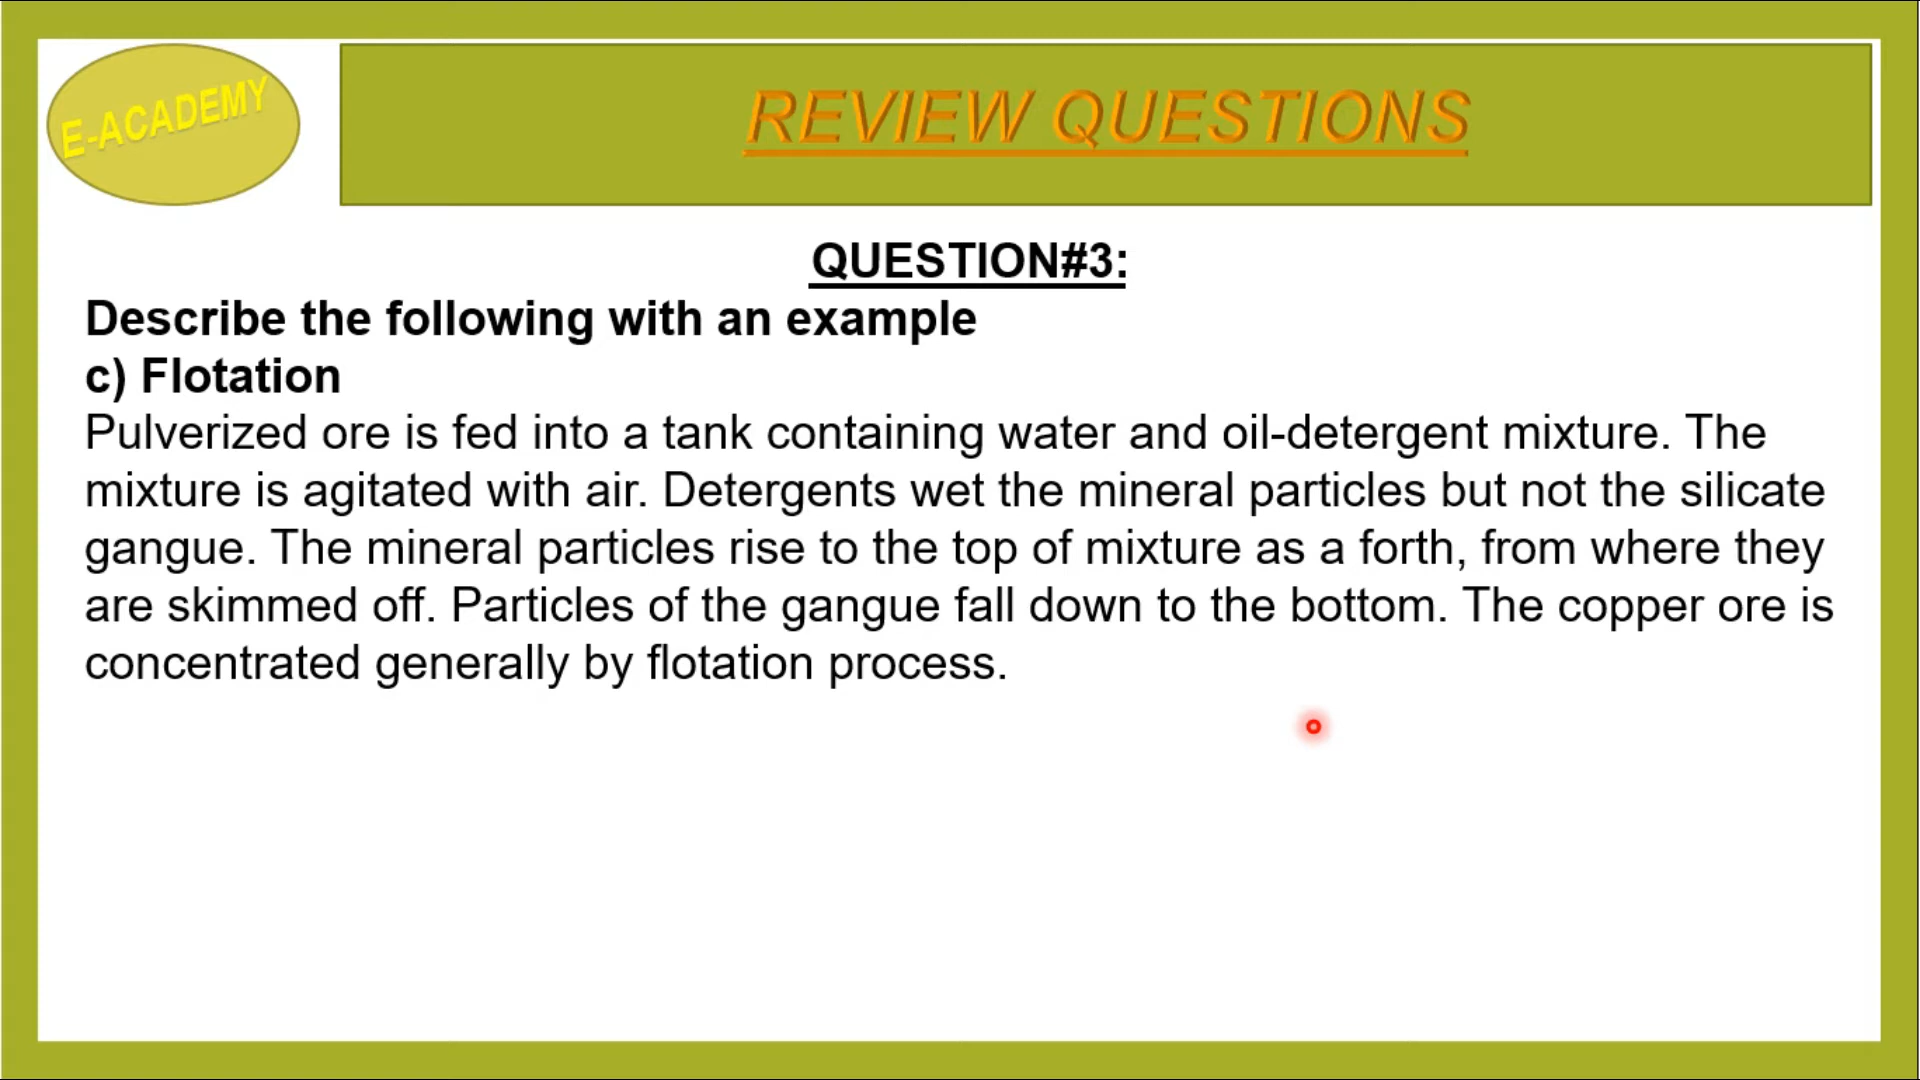 E-ACADEMY
REVIEW QUESTIONS
QUESTION#3:
Describe the following with an example
c) Flotation
Pulverized ore is fed into a tank containing water and oil-detergent mixture. The
mixture is agitated with air. Detergents wet the mineral particles but not the silicate
gangue. The mineral particles rise to the top of mixture as a forth, from where they
are skimmed off. Particles of the gangue fall down to the bottom. The copper ore is
concentrated generally by flotation process.